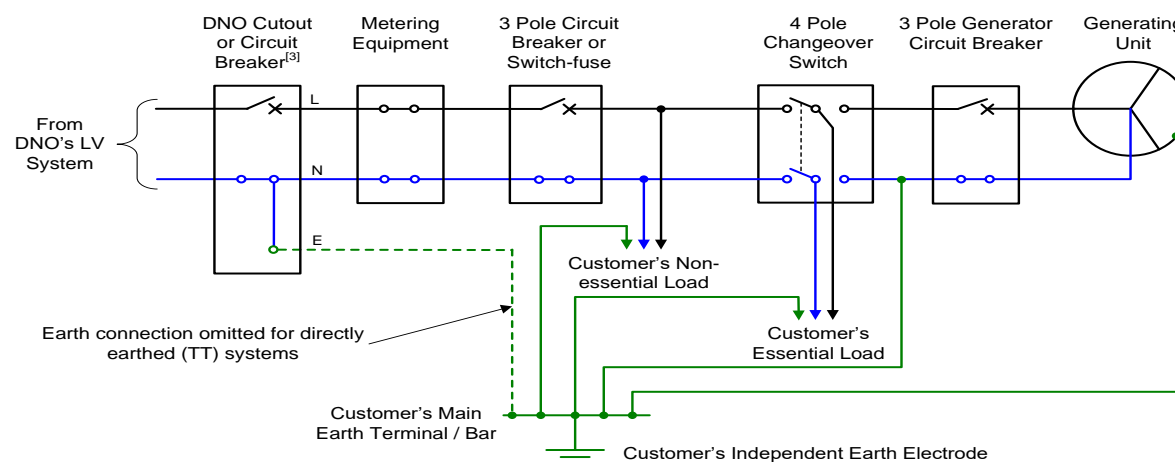 DNO Cutout
or Circuit
Breaker[3]
Metering
Equipment
3 Pole Circuit
Breaker or
Switch-fuse
4 Pole
Changeover
Switch
3 Pole Generator
Circuit Breaker
Generating
Unit
L
From
DNO's LV
System
N
E
Customer's Non-
essential Load
Customer's
Essential Load
Earth connection omitted for directly
earthed (TT) systems
Customer's Main
Earth Terminal / Bar
Customer's Independent Earth Electrode